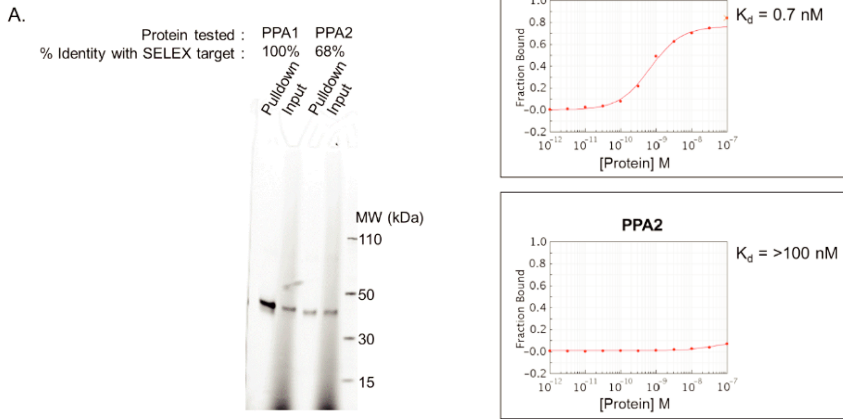 A.
Protein tested : PPA1 PPA2
% Identity with SELEX target : 100% 68%
Pulldown
Input
Pulldown
Input
MW (kDa)
110
50
30
15
1.0
0.8
0.6
0.4
0.2
-0.0
-0.2
Fraction Bound
10-12 10-11 10-10 10-9 10-8 10-7
[Protein] M
Kd = 0.7 nM
PPA2
1.0
0.8
0.6
0.4
0.2
-0.0
-0.2
Fraction Bound
10-12 10-11 10-10 10-9 10-8 10-7
[Protein] M
Kd = >100 nM